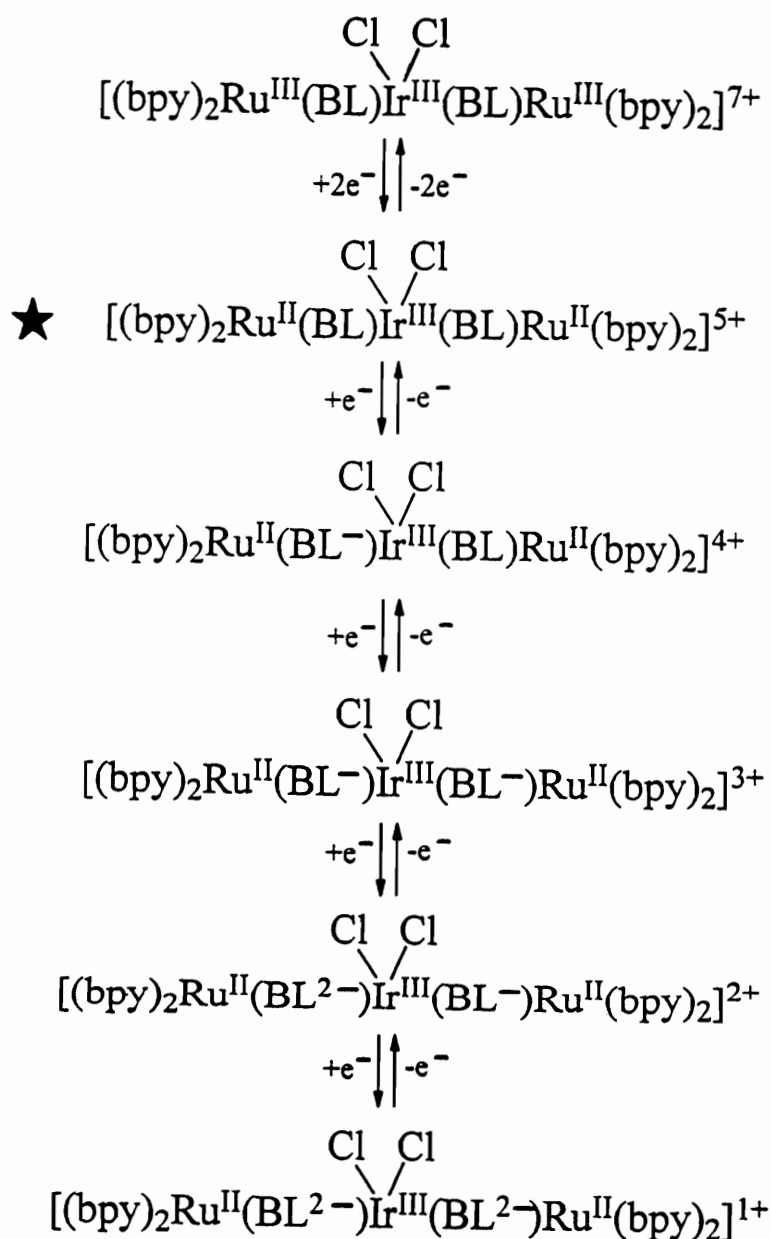 Cl Cl
[(bpy)₂Ruᴵᴵᴵ(BL)Irᴵᴵᴵ(BL)Ruᴵᴵᴵ(bpy)₂]⁷⁺
+2e⁻ -2e⁻
Cl Cl
★ [(bpy)₂Ruᴵᴵ(BL)Irᴵᴵᴵ(BL)Ruᴵᴵ(bpy)₂]⁵⁺
+e⁻ -e⁻
Cl Cl
[(bpy)₂Ruᴵᴵ(BL⁻)Irᴵᴵᴵ(BL)Ruᴵᴵ(bpy)₂]⁴⁺
+e⁻ -e⁻
Cl Cl
[(bpy)₂Ruᴵᴵ(BL⁻)Irᴵᴵᴵ(BL⁻)Ruᴵᴵ(bpy)₂]³⁺
+e⁻ -e⁻
Cl Cl
[(bpy)₂Ruᴵᴵ(BL²⁻)Irᴵᴵᴵ(BL⁻)Ruᴵᴵ(bpy)₂]²⁺
+e⁻ -e⁻
Cl Cl
[(bpy)₂Ruᴵᴵ(BL²⁻)Irᴵᴵᴵ(BL²⁻)Ruᴵᴵ(bpy)₂]¹⁺